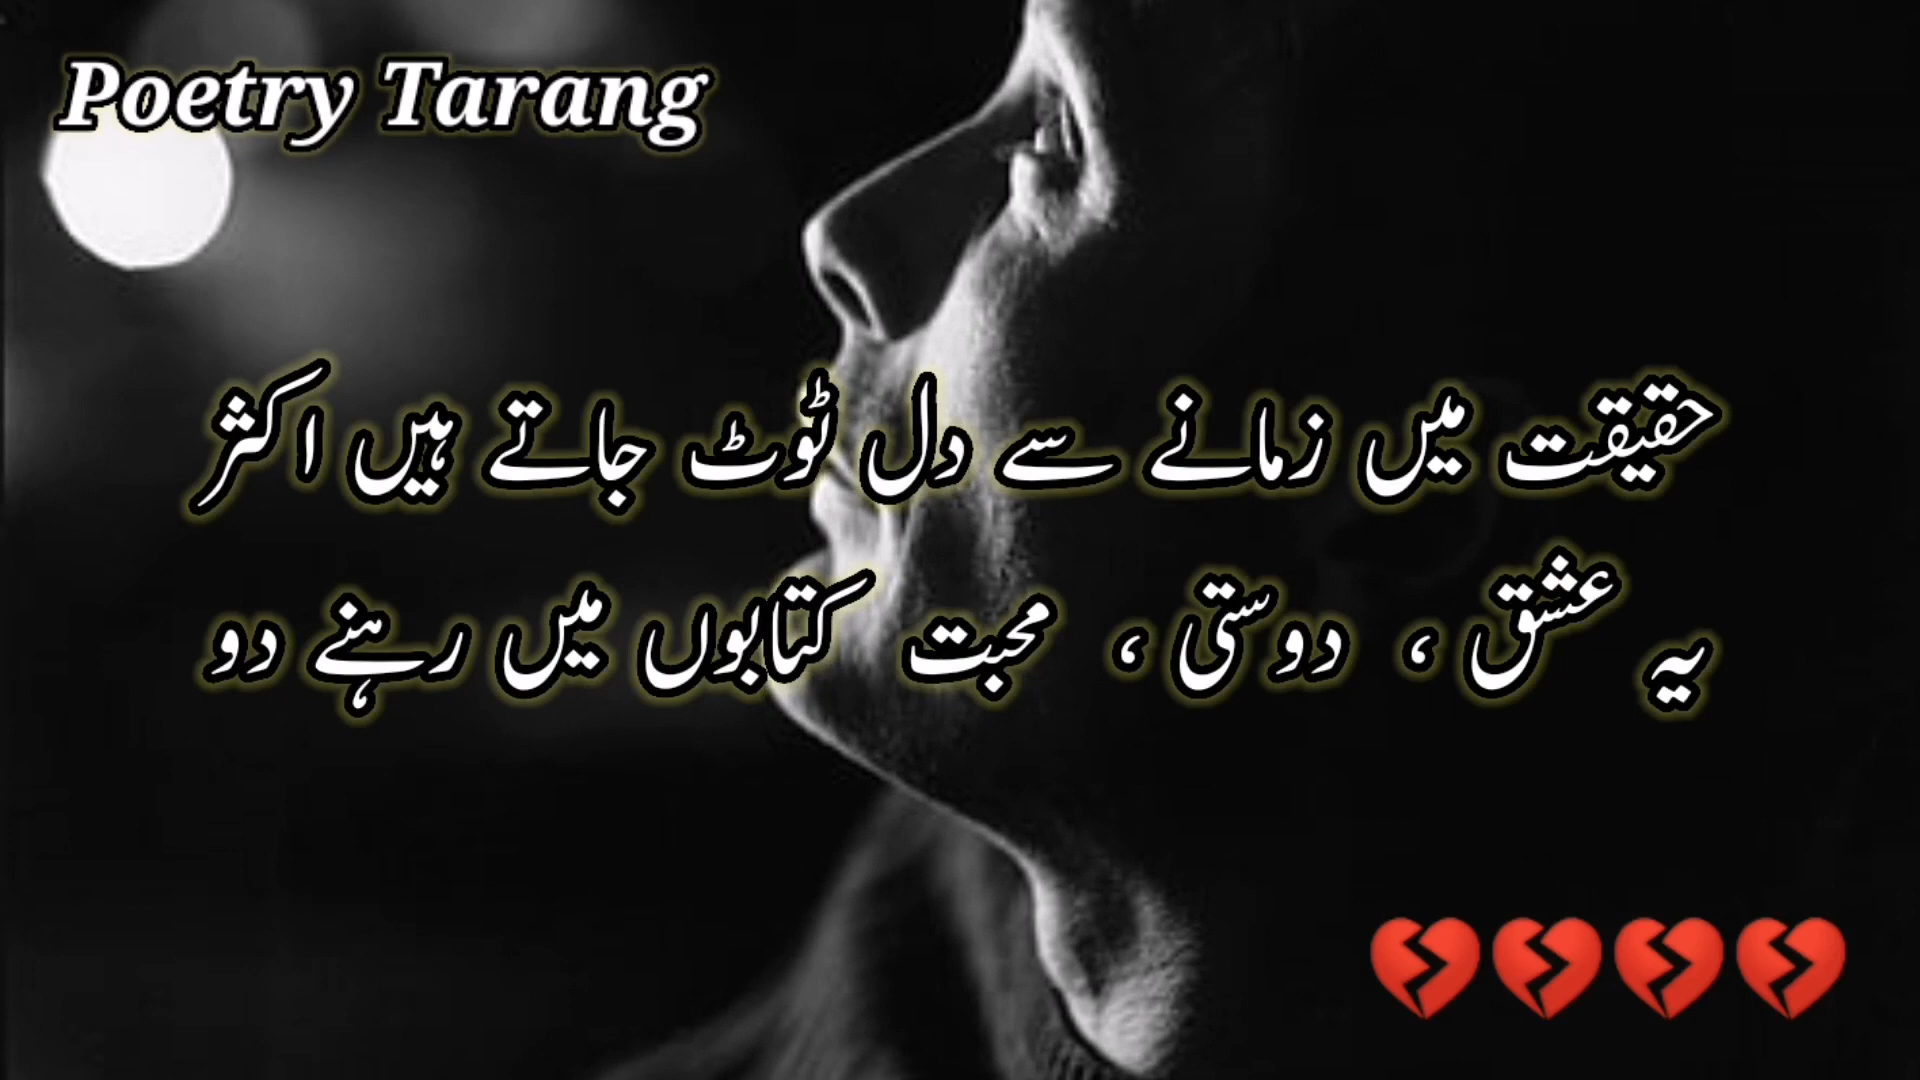 Poetry Tarang
حقیقت میں زمانے سے دل ٹوٹ جاتے ہیں اکثر
یہ عشق ، دوستی ، محبت کتابوں میں رہنے دو
💔💔💔💔